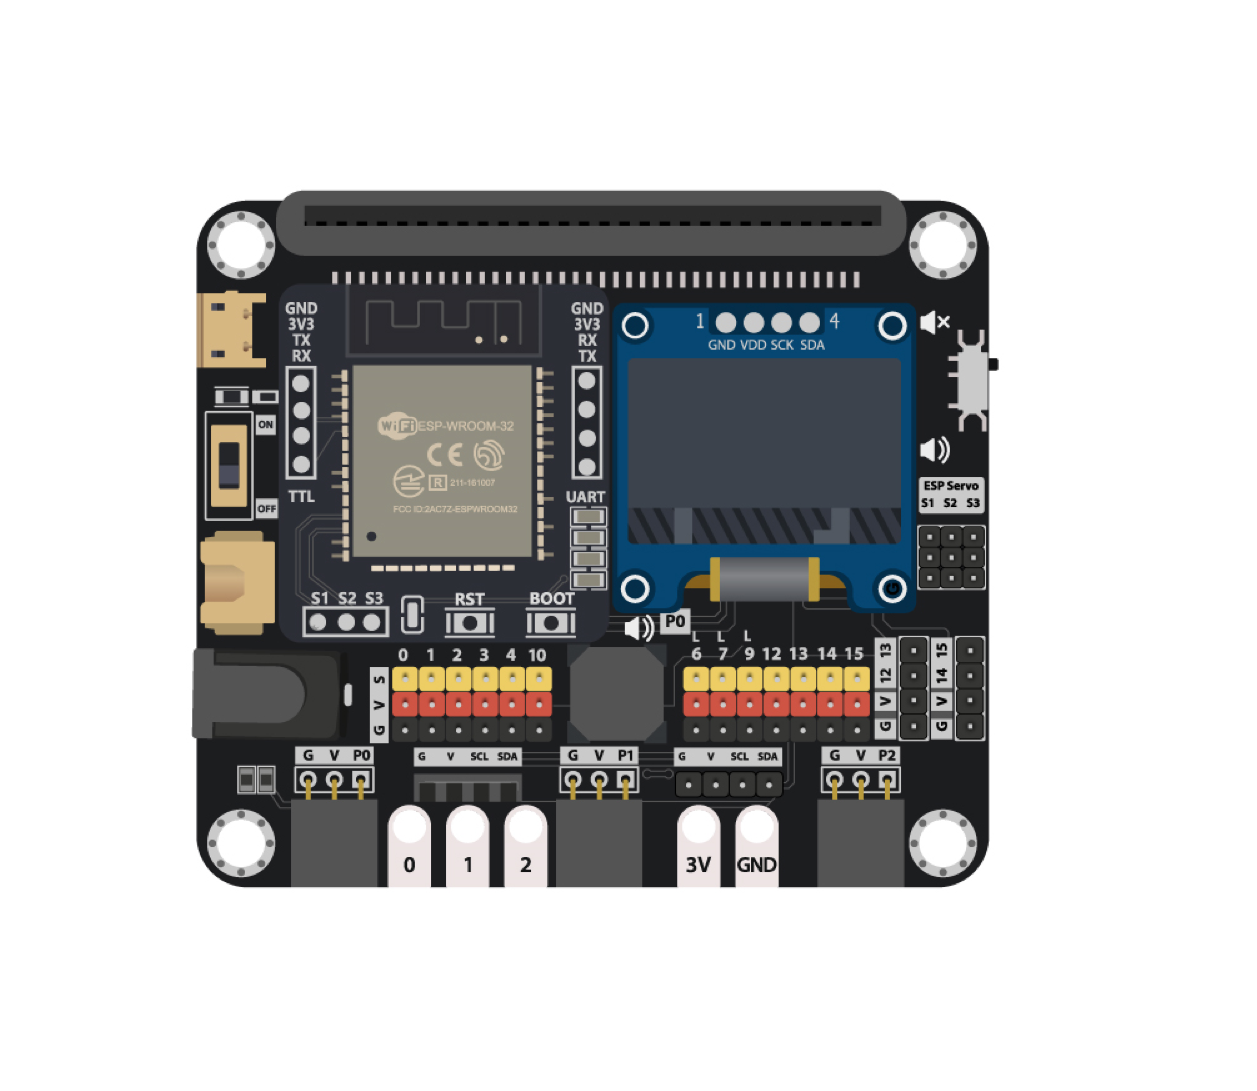 GND
3V3
TX
RX
TTL
GND
3V3
RX
TX
UART
1 4
GND VDD SCK SDA
ON
OFF
WiFi ESP-WROOM-32
CE
R 211-161007
FCC ID:2AC7Z-ESPWROOM32
ESP Servo
S1 S2 S3
S1 S2 S3
RST
BOOT
P0
L L L
0 1 2 3 4 10
6 7 9 12 13 14 15
S
V
G
13
12
V
G
15
14
V
G
G V P0
G V SCL SDA
G V P1
G V SCL SDA
G V P2
0 1 2 3V GND